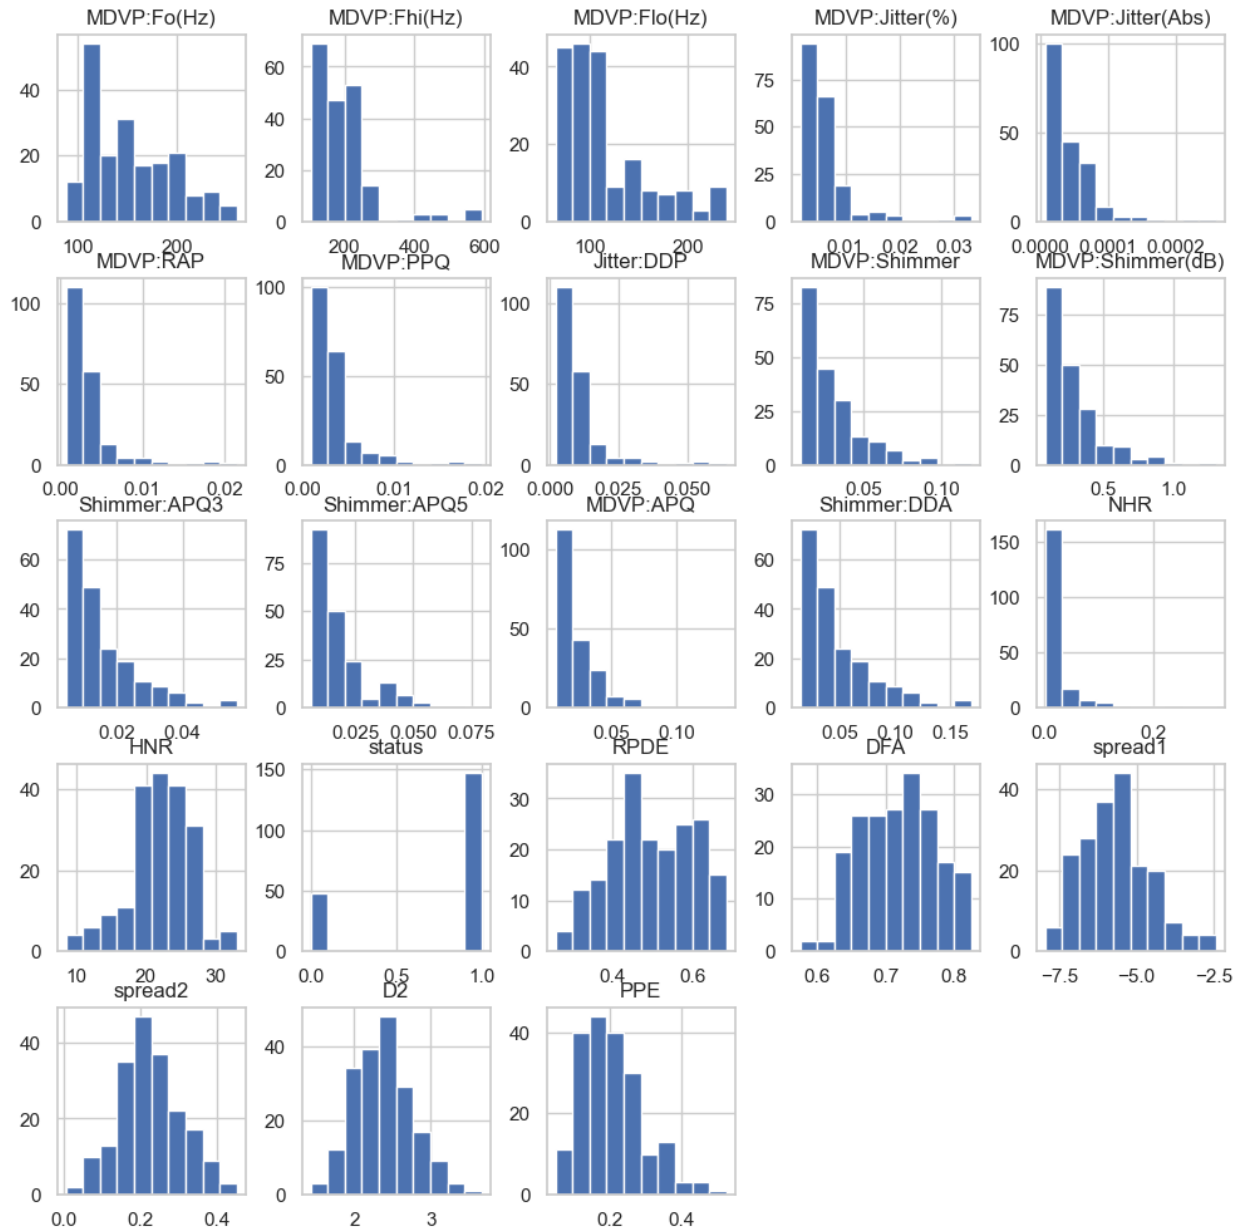 MDVP:Fo(Hz) MDVP:Fhi(Hz) MDVP:Flo(Hz) MDVP:Jitter(%) MDVP:Jitter(Abs)
40 60 40 75 100
20 40 20 50 50
20 25
0 0 0 0 0
100 200 200 400 600 100 200 0.01 0.02 0.03 0.0000 0.0001 0.0002
MDVP:RAP MDVP:PPQ Jitter:DDP MDVP:Shimmer MDVP:Shimmer(dB)
100 100 100 75 75
50 50 50 50 50
25 25
0 0 0 0 0
0.00 0.01 0.02 0.00 0.01 0.02 0.000 0.025 0.050 0.05 0.10 0.5 1.0
Shimmer:APQ3 Shimmer:APQ5 MDVP:APQ Shimmer:DDA NHR
60 75 100 60 150
40 50 50 40 100
20 25 20 50
0 0 0 0 0
0.02 0.04 0.025 0.050 0.075 0.05 0.10 0.05 0.10 0.15 0.0 0.2
HNR status RPDE DFA spread1
40 150 30 30 40
20 100 20 20 20
50 10 10
0 0 0 0 0
10 20 30 0.0 0.5 1.0 0.4 0.6 0.6 0.7 0.8 −7.5 −5.0 −2.5
spread2 D2 PPE
40 40 40
20 20 20
0 0 0
0.0 0.2 0.4 2 3 0.2 0.4